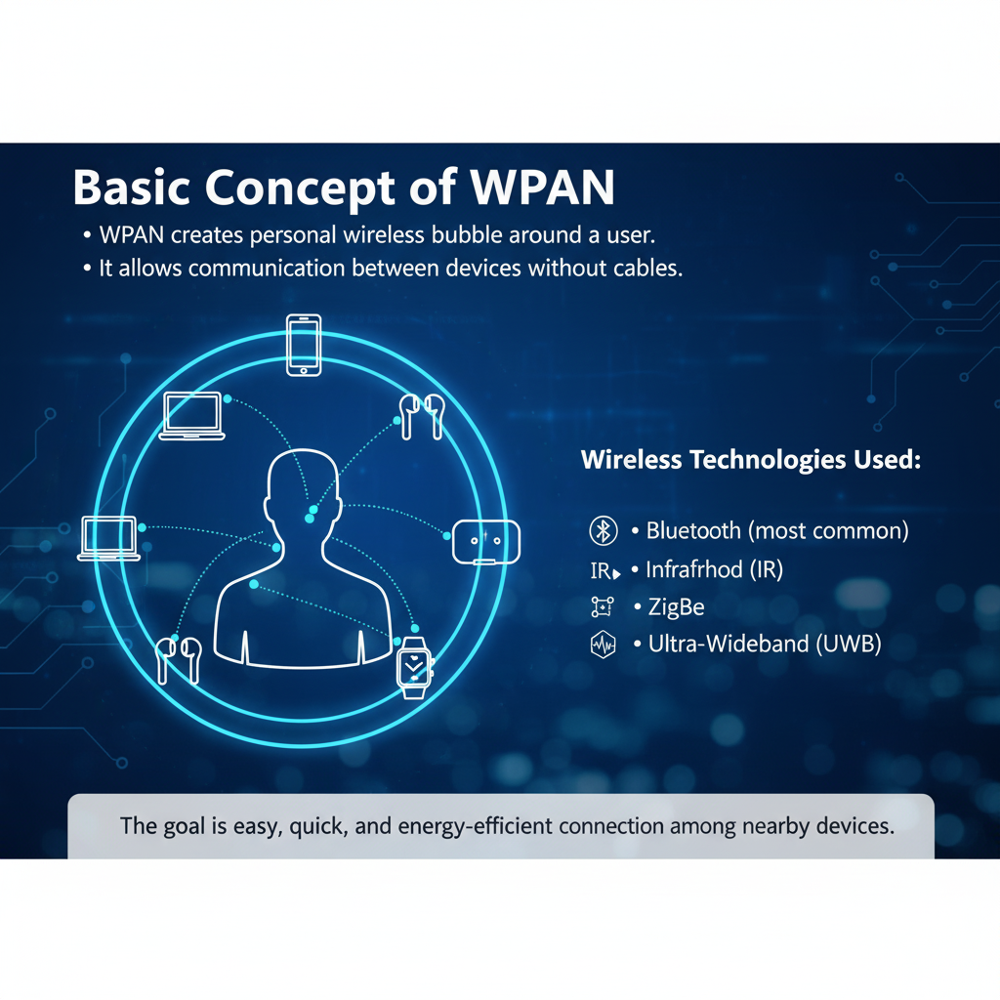 Basic Concept of WPAN
• WPAN creates personal wireless bubble around a user.
• It allows communication between devices without cables.
Wireless Technologies Used:
• Bluetooth (most common)
IR • Infrafrhod (IR)
• ZigBe
• Ultra-Wideband (UWB)
The goal is easy, quick, and energy-efficient connection among nearby devices.